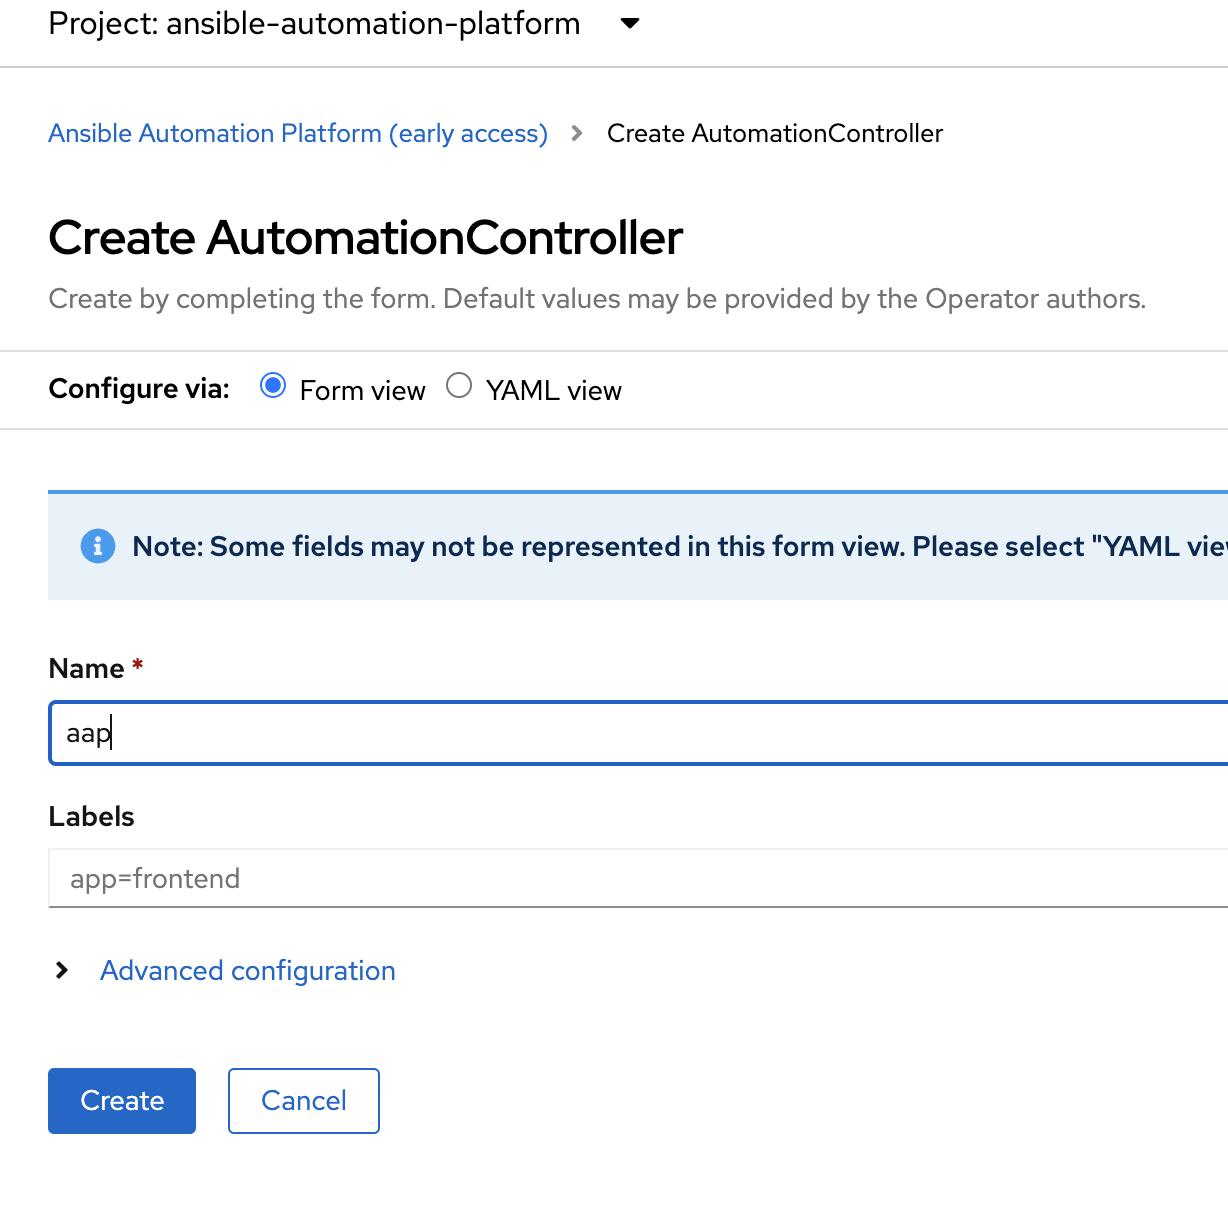 Project: ansible-automation-platform
Ansible Automation Platform (early access) > Create AutomationController
Create AutomationController
Create by completing the form. Default values may be provided by the Operator authors.
Configure via: Form view YAML view
Note: Some fields may not be represented in this form view. Please select "YAML
Name *
aap
Labels
app=frontend
Advanced configuration
Create Cancel